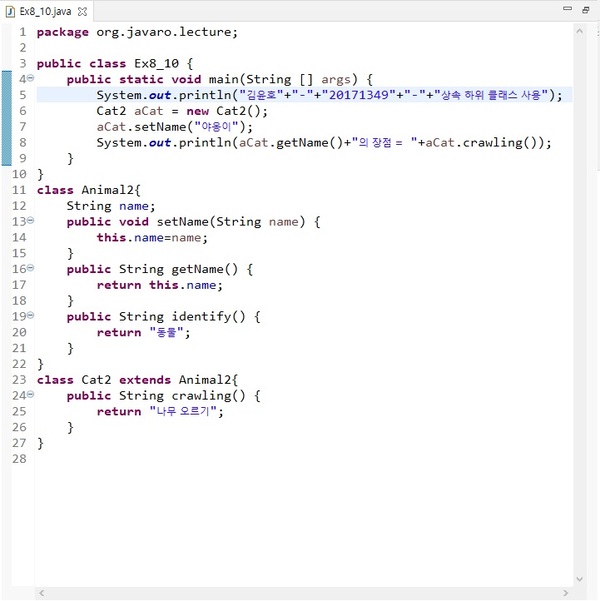 Ex8_10.java
1 package org.javaro.lecture;
2
3 public class Ex8_10 {
4     public static void main(String [] args) {
5         System.out.println("김윤호"+"-"+"20171349"+"-"+"상속 하위 클래스 사용");
6         Cat2 aCat = new Cat2();
7         aCat.setName("야옹이");
8         System.out.println(aCat.getName()+"의 장점 = "+aCat.crawling());
9     }
10 }
11 class Animal2{
12     String name;
13     public void setName(String name) {
14         this.name=name;
15     }
16     public String getName() {
17         return this.name;
18     }
19     public String identify() {
20         return "동물";
21     }
22 }
23 class Cat2 extends Animal2{
24     public String crawling() {
25         return "나무 오르기";
26     }
27 }
28